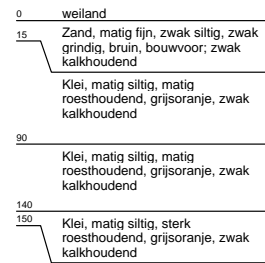 0 weiland
15 Zand, matig fijn, zwak siltig, zwak
grindig, bruin, bouwvoor; zwak
kalkhoudend
Klei, matig siltig, matig
roesthoudend, grijsoranje, zwak
kalkhoudend
90
Klei, matig siltig, matig
roesthoudend, grijsoranje, zwak
kalkhoudend
140
150 Klei, matig siltig, sterk
roesthoudend, grijsoranje, zwak
kalkhoudend